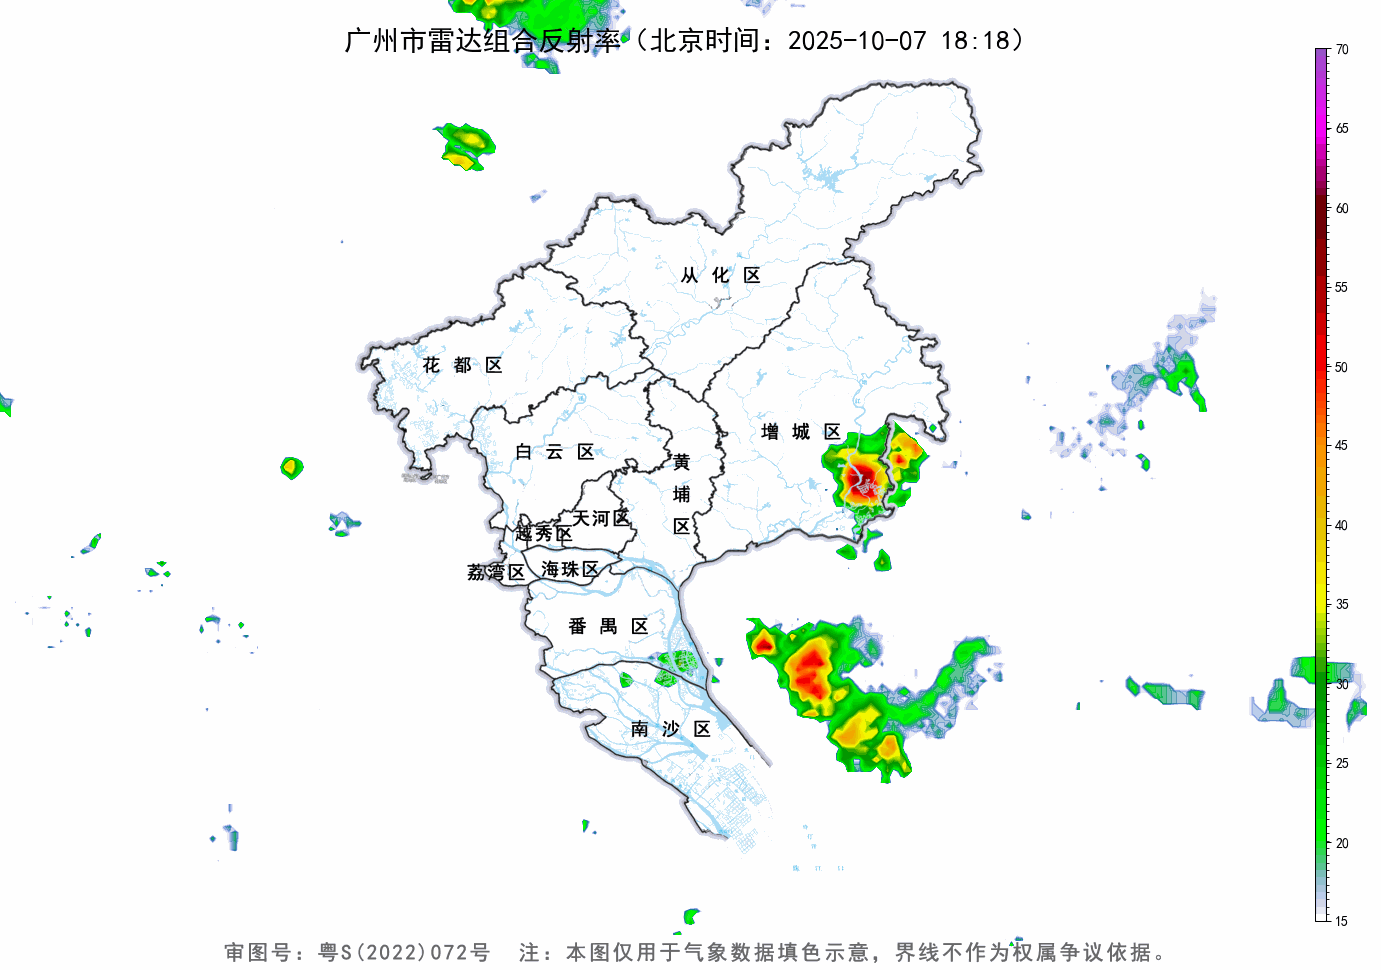 广州市雷达组合反射率（北京时间：2025-10-07 18:18）
70
65
60
55
50
45
40
35
30
25
20
15
从化区
花都区
增城区
白云区
黄埔区
天河区
越秀区
荔湾区
海珠区
番禺区
南沙区
审图号：粤S(2022)072号 注：本图仅用于气象数据填色示意，界线不作为权属争议依据。